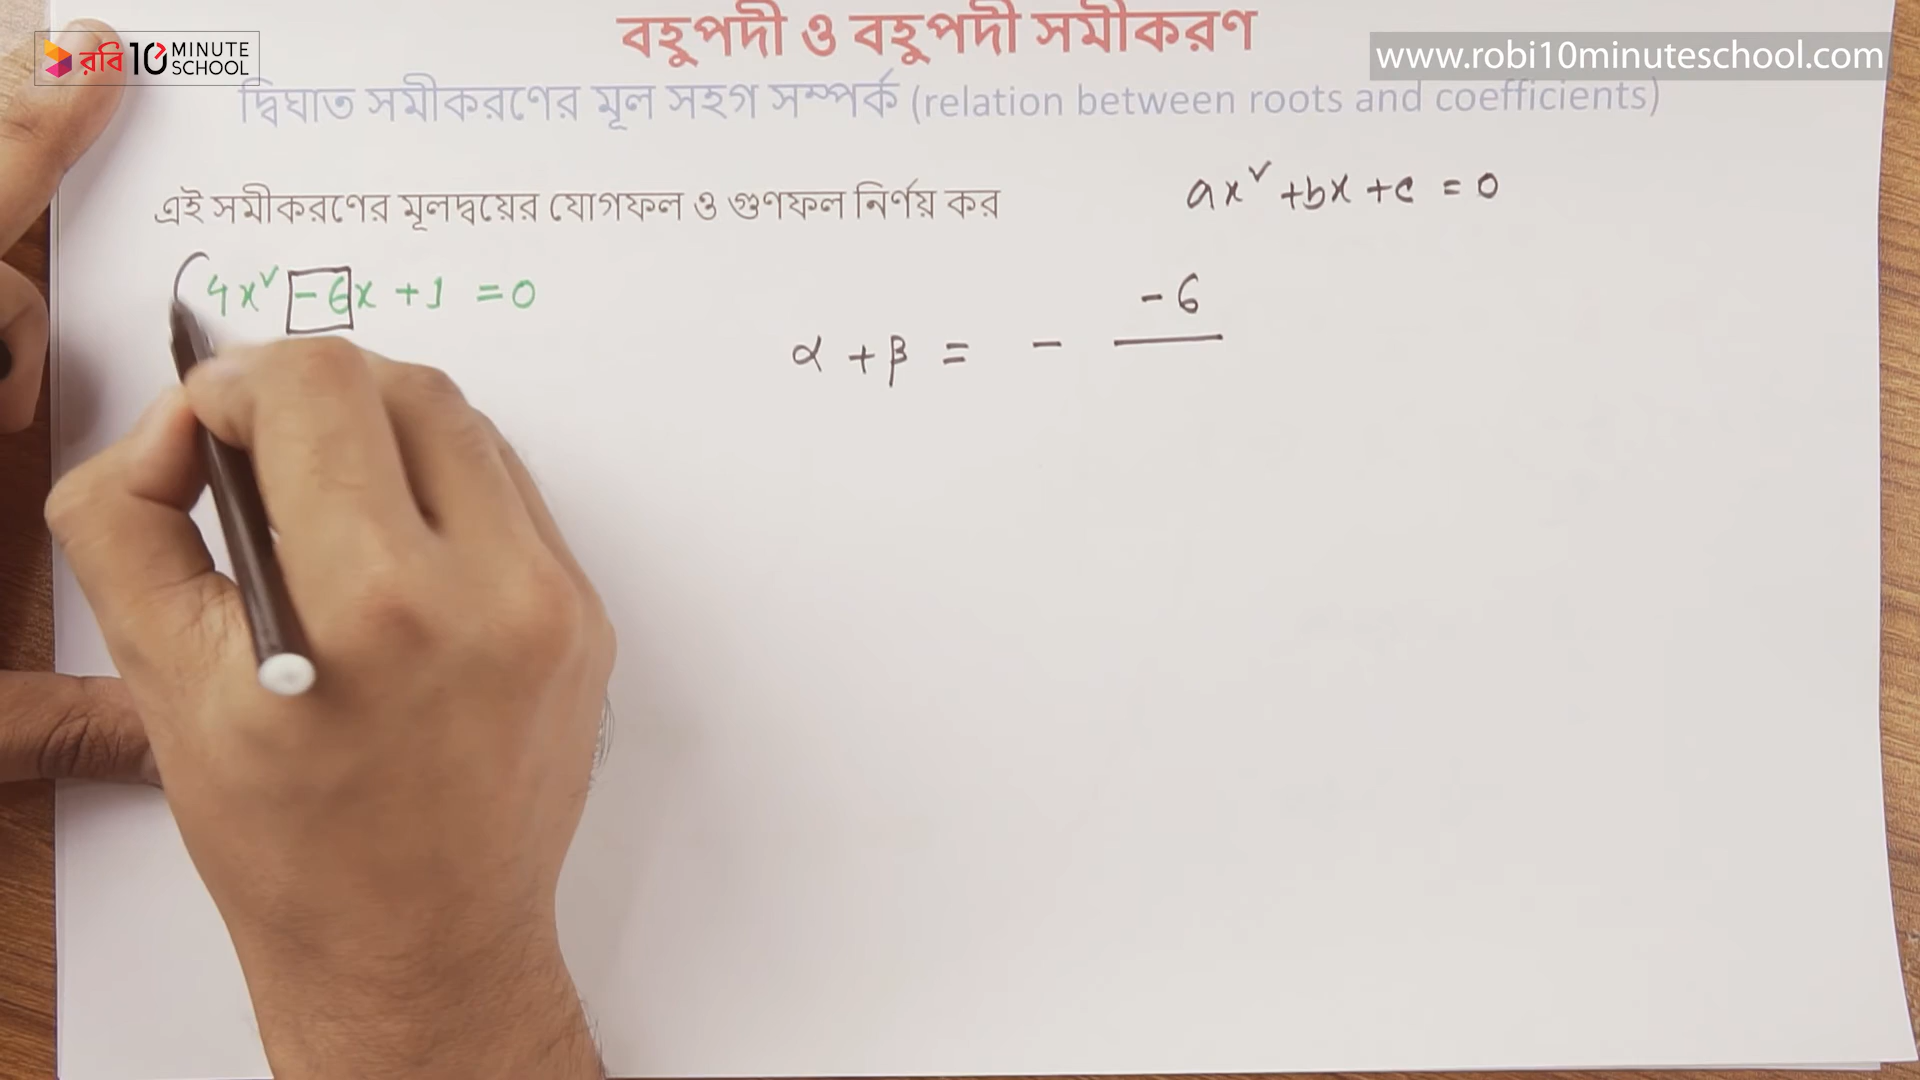 রবি 10 MINUTE SCHOOL
www.robi10minuteschool.com
বহুপদী ও বহুপদী সমীকরণ
দ্বিঘাত সমীকরণের মূল সহগ সম্পর্ক (relation between roots and coefficients)
এই সমীকরণের মূলদ্বয়ের যোগফল ও গুণফল নির্ণয় কর
ax² + bx + c = 0
4x² - 6x + 1 = 0
- 6
α + β = -